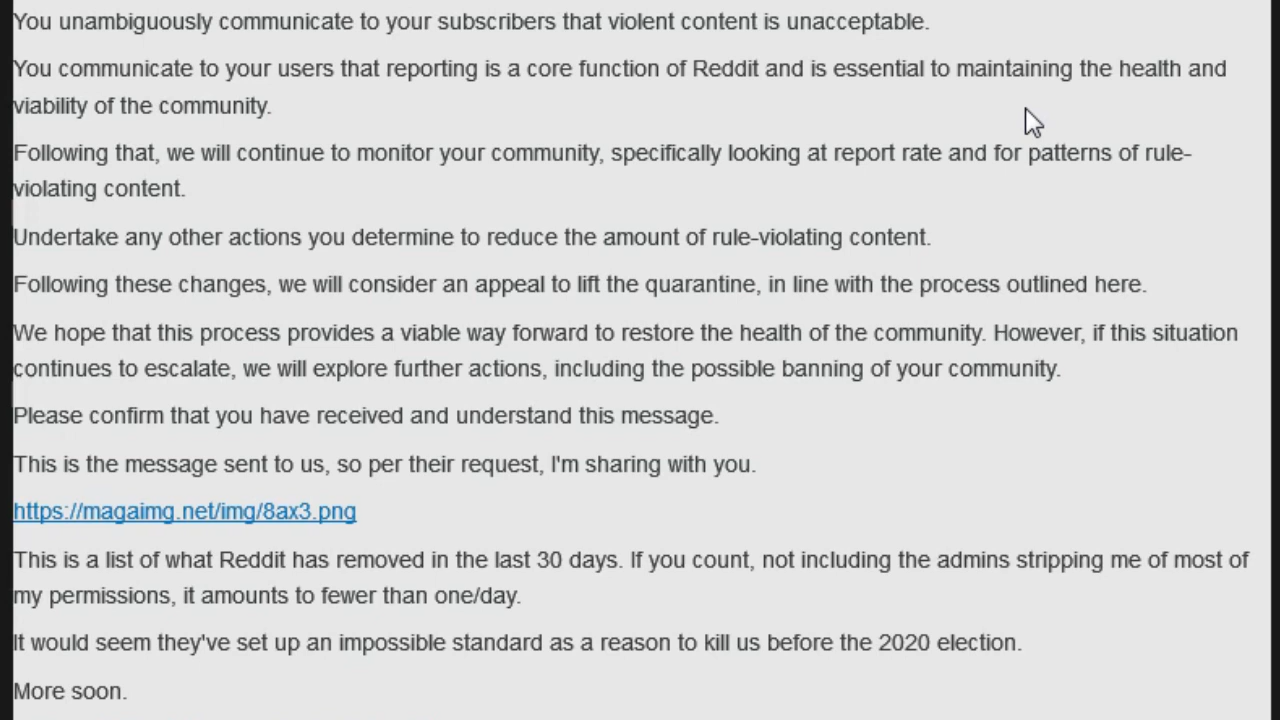 You unambiguously communicate to your subscribers that violent content is unacceptable.
You communicate to your users that reporting is a core function of Reddit and is essential to maintaining the health and
viability of the community.
Following that, we will continue to monitor your community, specifically looking at report rate and for patterns of rule-
violating content.
Undertake any other actions you determine to reduce the amount of rule-violating content.
Following these changes, we will consider an appeal to lift the quarantine, in line with the process outlined here.
We hope that this process provides a viable way forward to restore the health of the community. However, if this situation
continues to escalate, we will explore further actions, including the possible banning of your community.
Please confirm that you have received and understand this message.
This is the message sent to us, so per their request, I'm sharing with you.
https://magaimg.net/img/8ax3.png
This is a list of what Reddit has removed in the last 30 days. If you count, not including the admins stripping me of most of
my permissions, it amounts to fewer than one/day.
It would seem they've set up an impossible standard as a reason to kill us before the 2020 election.
More soon.